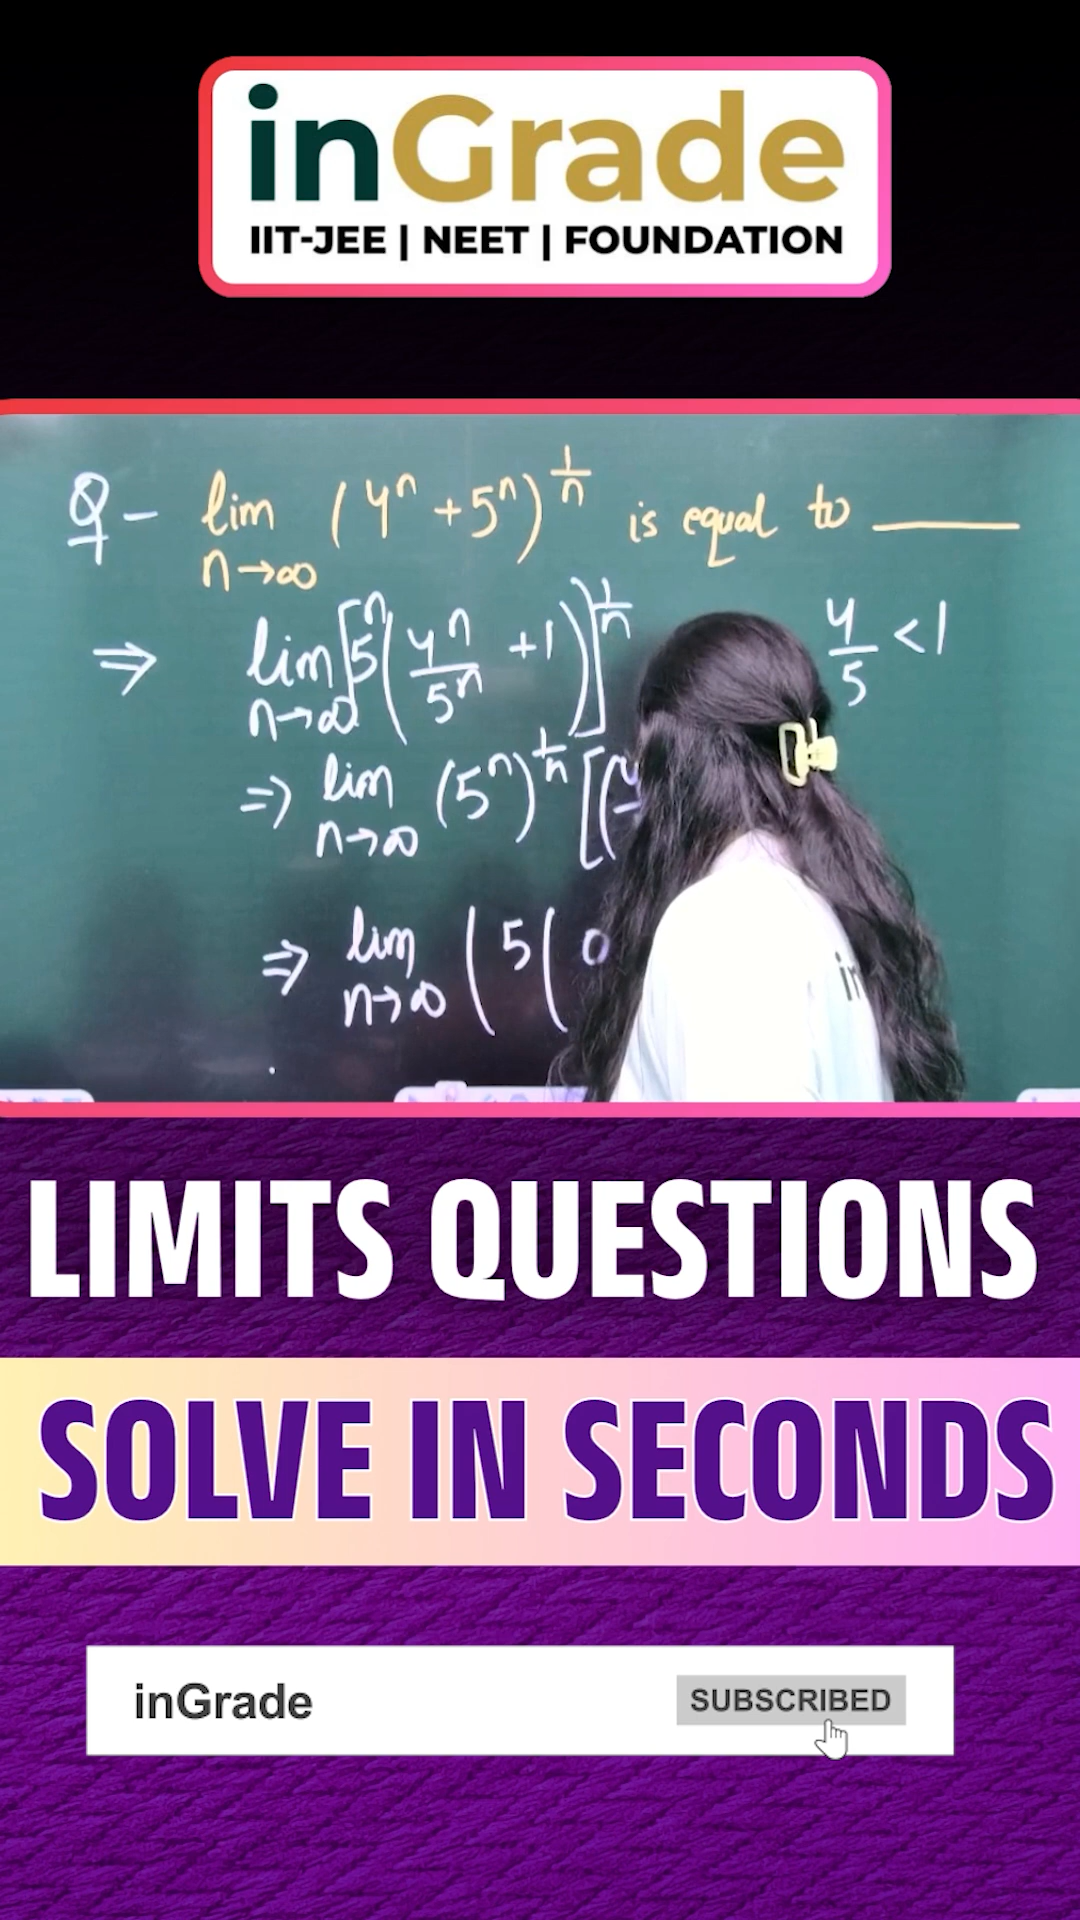 inGrade
IIT-JEE | NEET | FOUNDATION
Q - lim n→∞ (4ⁿ + 5ⁿ)^(1/n) is equal to ____
⇒ lim n→∞ [5ⁿ(4ⁿ/5ⁿ + 1)]^(1/n)
4/5 < 1
⇒ lim n→∞ (5ⁿ)^(1/n) [(
⇒ lim n→∞ (5(0
LIMITS QUESTIONS
SOLVE IN SECONDS
inGrade
SUBSCRIBED